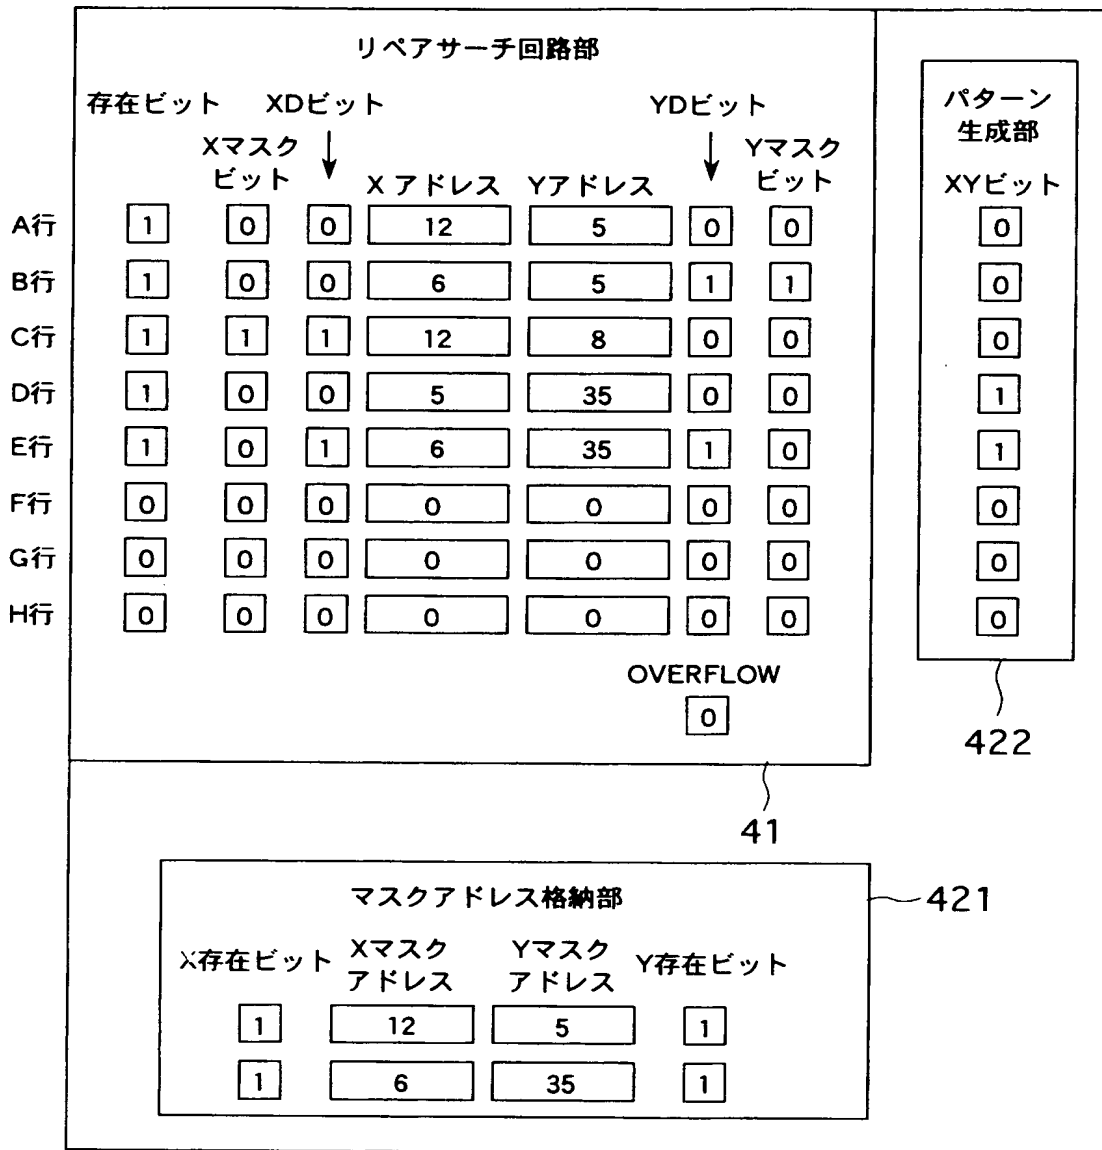 リペアサーチ回路部
存在ビット XDビット YDビット
Xマスク
ビット
Yマスク
ビット
X アドレス Yアドレス
A行 1 0 0 12 5 0 0
B行 1 0 0 6 5 1 1
C行 1 1 1 12 8 0 0
D行 1 0 0 5 35 0 0
E行 1 0 1 6 35 1 0
F行 0 0 0 0 0 0 0
G行 0 0 0 0 0 0 0
H行 0 0 0 0 0 0 0
OVERFLOW
0
41
パターン
生成部
XYビット
0
0
0
1
1
0
0
0
422
マスクアドレス格納部
421
X存在ビット
Xマスク
アドレス
Yマスク
アドレス
Y存在ビット
1 12 5 1
1 6 35 1